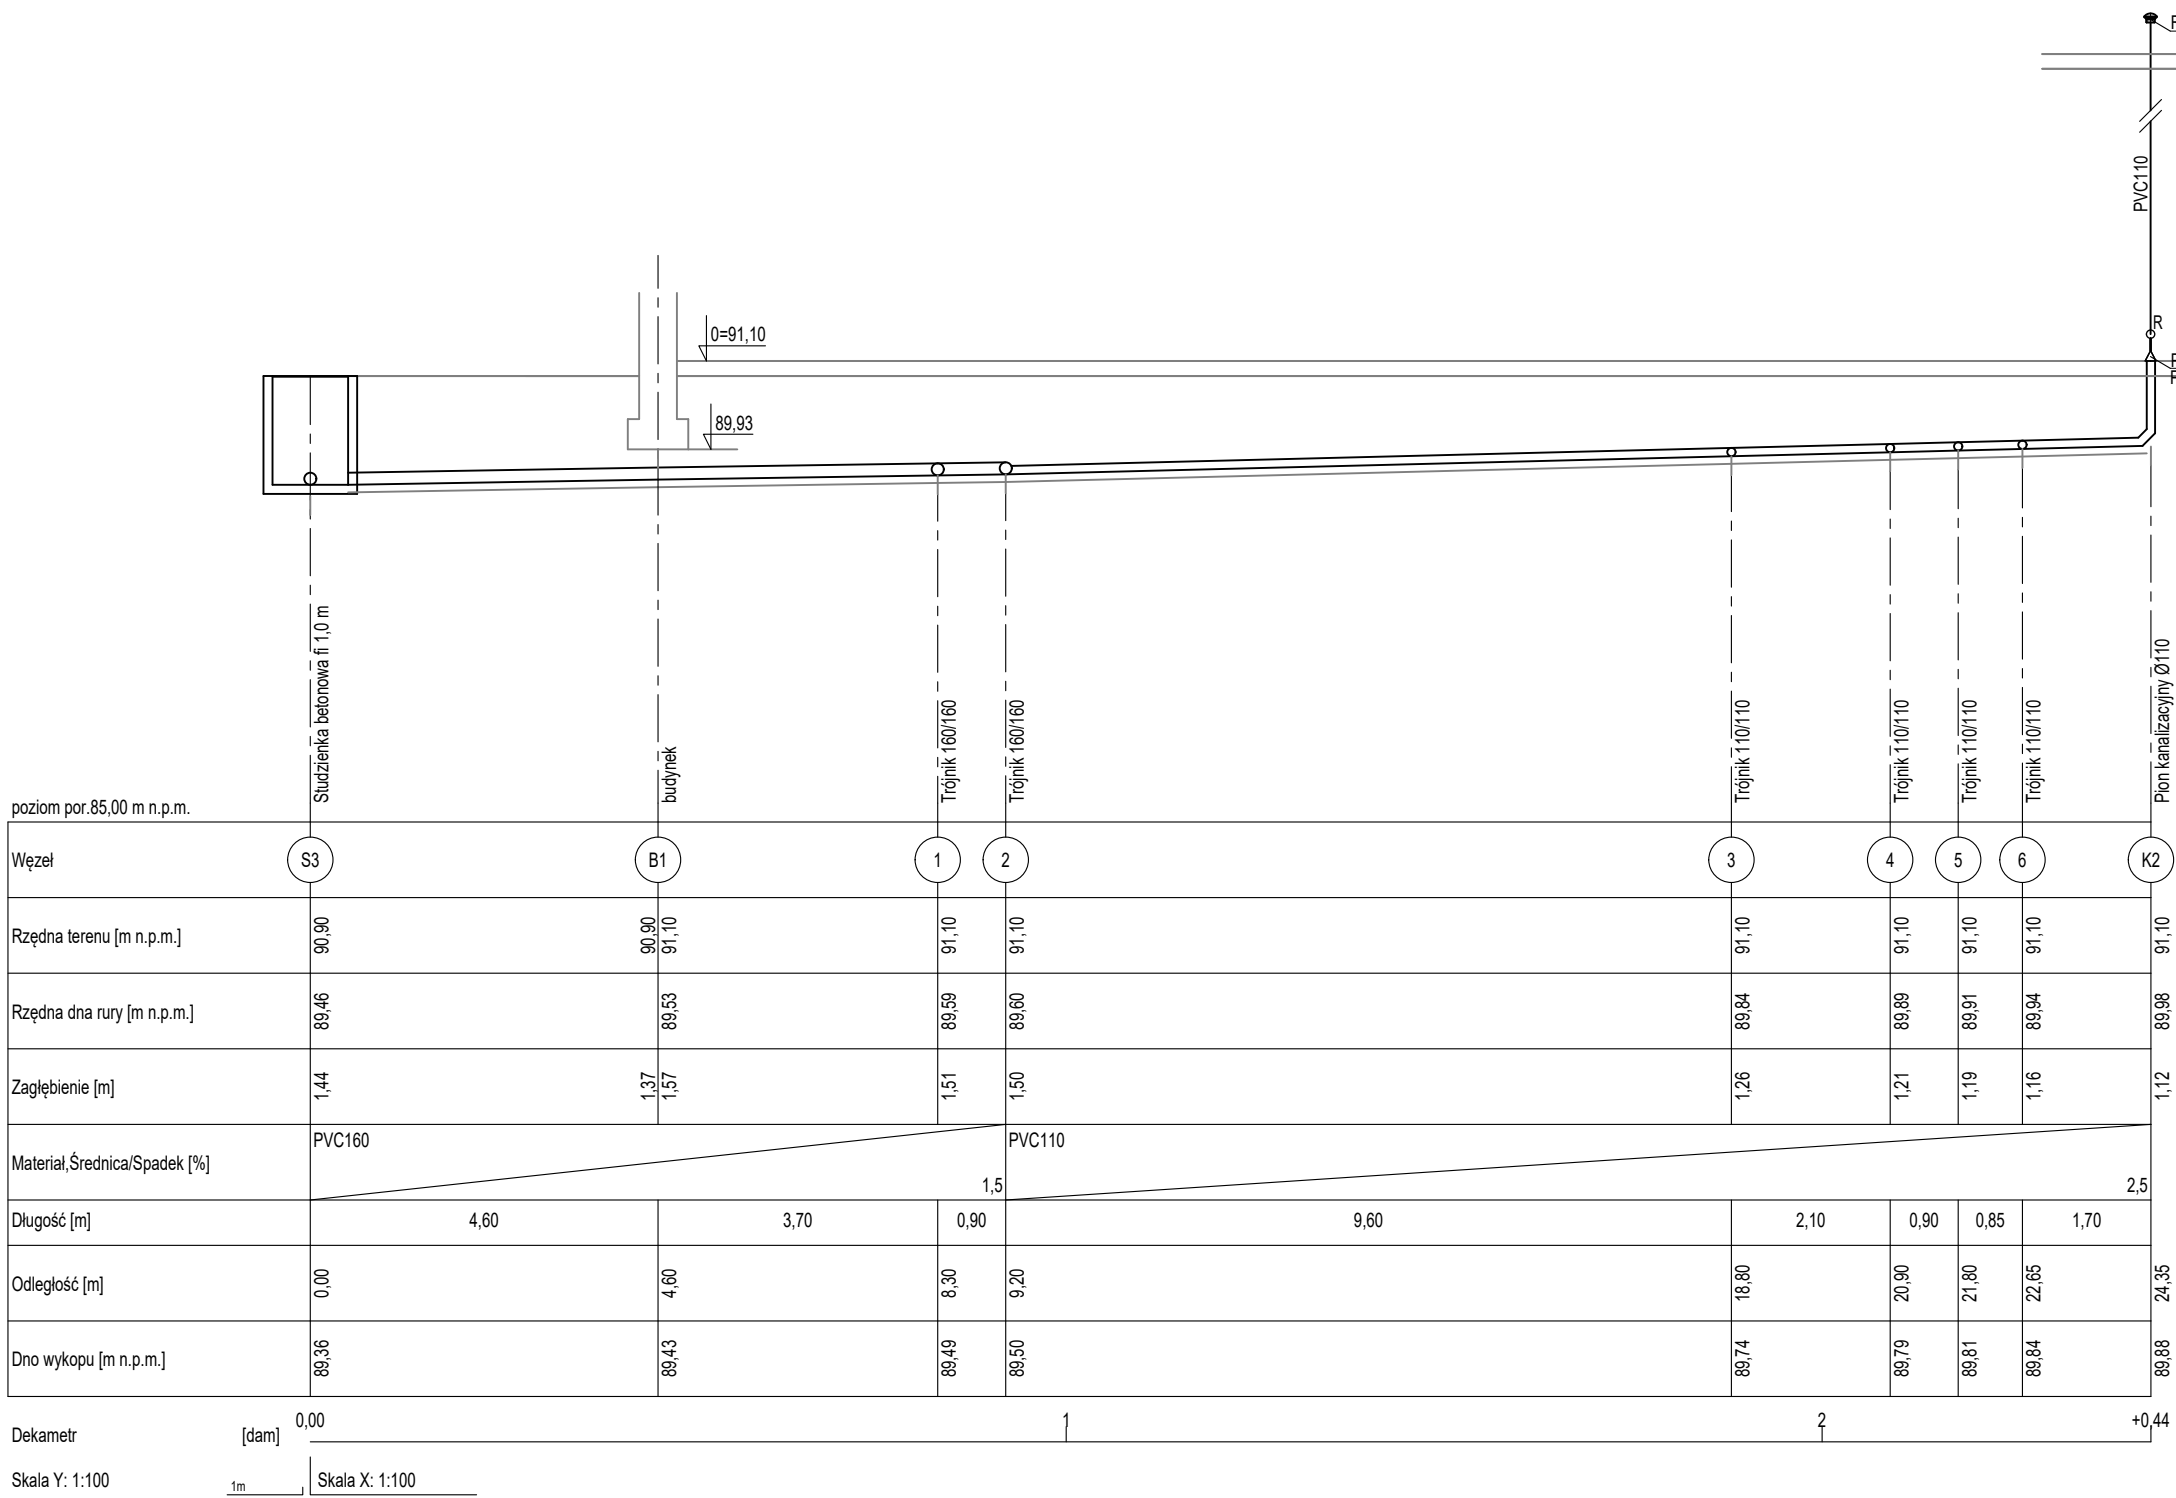 PVC110
R
0=91,10
89,93
Studzienka betonowa fi 1,0 m
budynek
Trójnik 160/160
Trójnik 160/160
Trójnik 110/110
Trójnik 110/110
Trójnik 110/110
Trójnik 110/110
Pion kanalizacyjny Ø110
poziom por.85,00 m n.p.m.
Węzeł S3 B1 1 2 3 4 5 6 K2
Rzędna terenu [m n.p.m.] 90,90 90,90 91,10 91,10 91,10 91,10 91,10 91,10 91,10 91,10
Rzędna dna rury [m n.p.m.] 89,46 89,53 89,59 89,60 89,84 89,89 89,91 89,94 89,98
Zagłębienie [m] 1,44 1,37 1,57 1,51 1,50 1,26 1,21 1,19 1,16 1,12
PVC160 PVC110
Materiał,Średnica/Spadek [%]
1,5 2,5
Długość [m] 4,60 3,70 0,90 9,60 2,10 0,90 0,85 1,70
Odległość [m] 0,00 4,60 8,30 9,20 18,80 20,90 21,80 22,65 24,35
Dno wykopu [m n.p.m.] 89,36 89,43 89,49 89,50 89,74 89,79 89,81 89,84 89,88
0,00 1 2 +0,44
Dekametr [dam]
Skala Y: 1:100 1m Skala X: 1:100